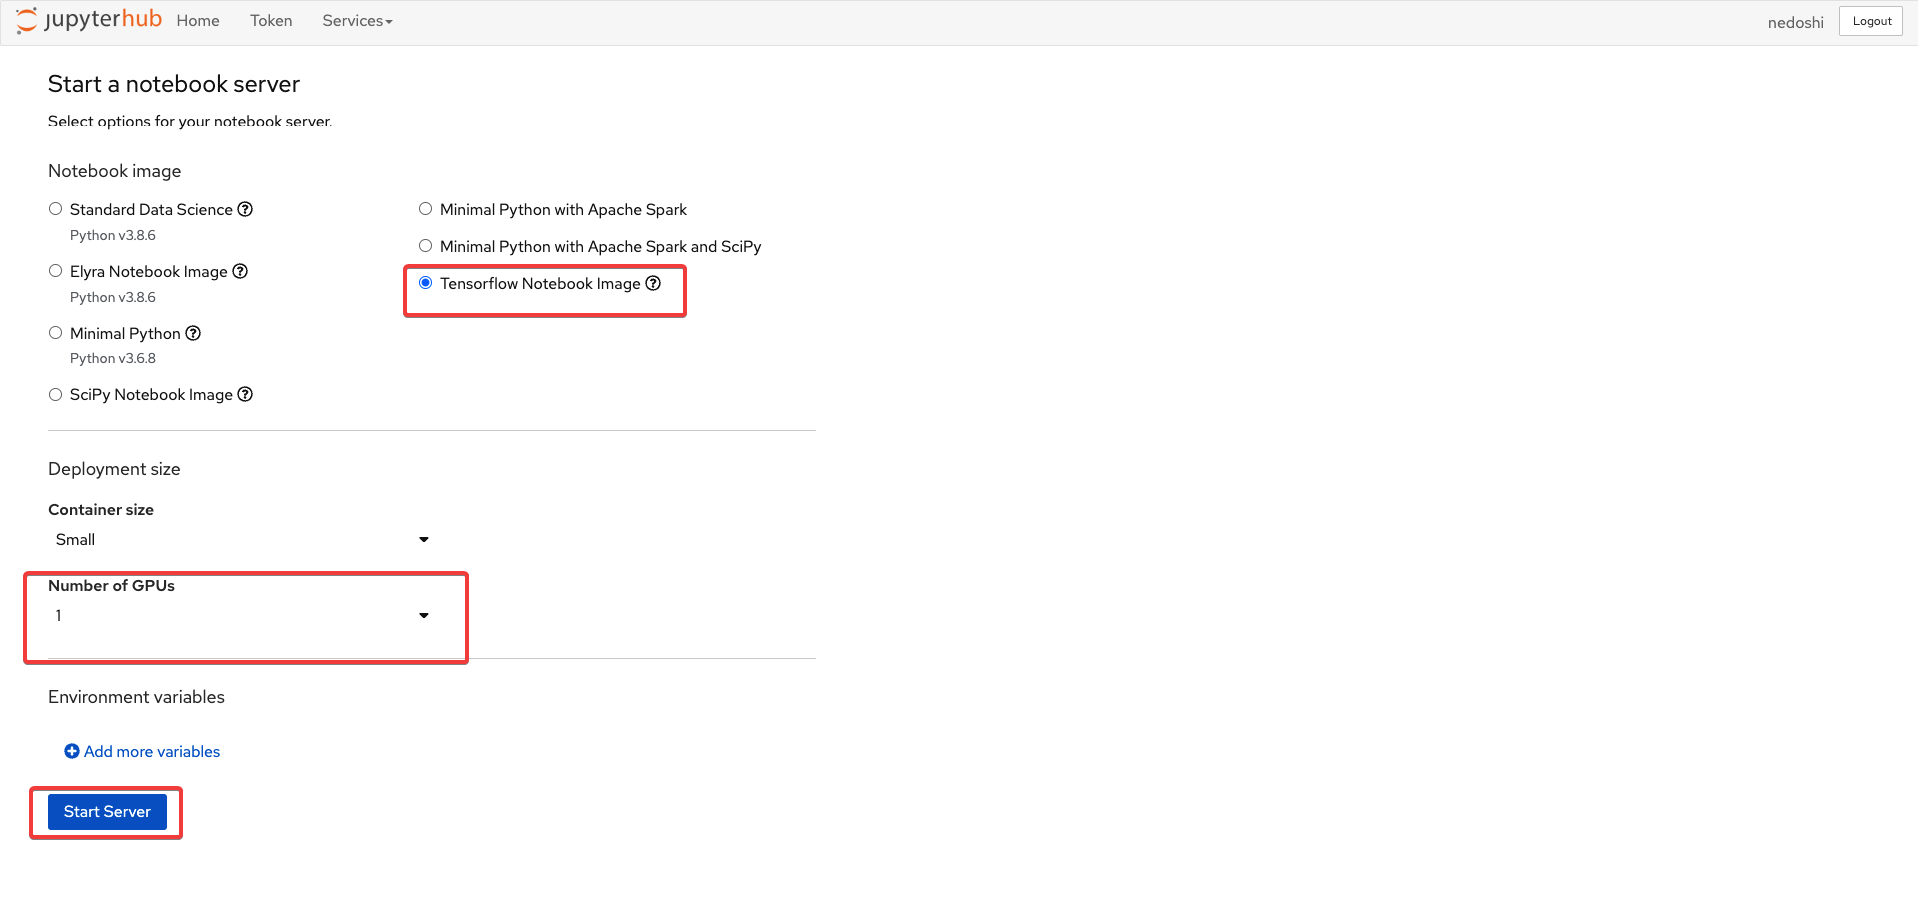 jupyterhub Home Token Services nedoshi Logout
Start a notebook server
Select options for your notebook server.
Notebook image
Standard Data Science
Python v3.8.6
Elyra Notebook Image
Python v3.8.6
Minimal Python
Python v3.6.8
SciPy Notebook Image
Minimal Python with Apache Spark
Minimal Python with Apache Spark and SciPy
Tensorflow Notebook Image
Deployment size
Container size
Small
Number of GPUs
1
Environment variables
Add more variables
Start Server